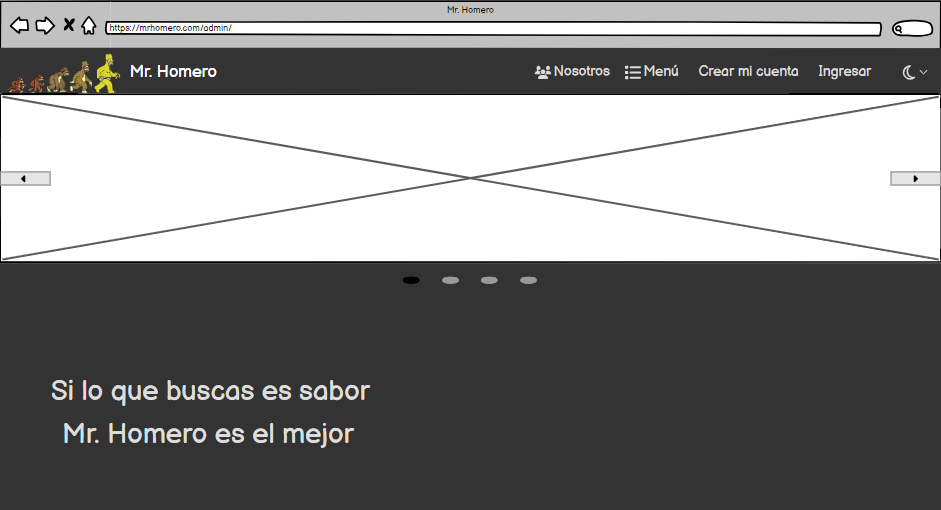 Mr. Homero
https://mrhomero.com/admin/
Mr. Homero
Nosotros
Menú
Crear mi cuenta
Ingresar
Si lo que buscas es sabor
Mr. Homero es el mejor